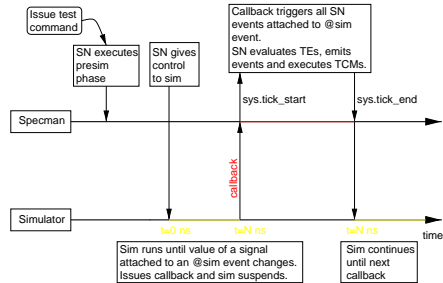 Issue test
command
SN executes
presim
phase
SN gives
control
to sim
Callback triggers all SN
events attached to @sim
event.
SN evaluates TEs, emits
events and executes TCMs.
sys.tick_start
sys.tick_end
Specman
callback
Simulator
t=0 ns
t=N ns
t=N ns
time
Sim runs until value of a signal
attached to an @sim event changes.
Issues callback and sim suspends.
Sim continues
until next
callback